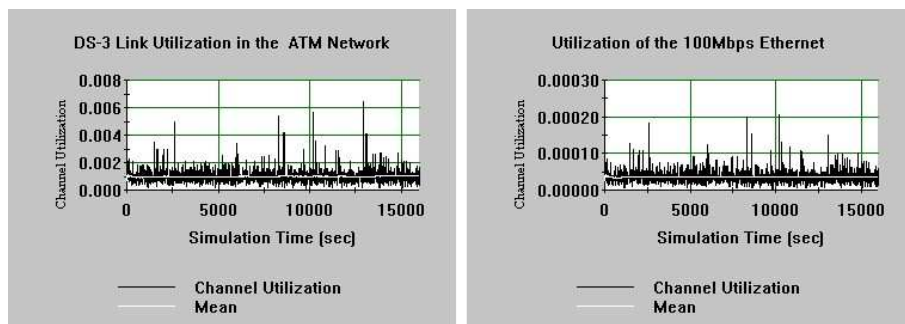 DS-3 Link Utilization in the ATM Network
Channel Utilization
0.008
0.006
0.004
0.002
0.000
0 5000 10000 15000
Simulation Time (sec)
Channel Utilization
Mean
Utilization of the 100Mbps Ethernet
Channel Utilization
0.00030
0.00020
0.00010
0.00000
0 5000 10000 15000
Simulation Time (sec)
Channel Utilization
Mean